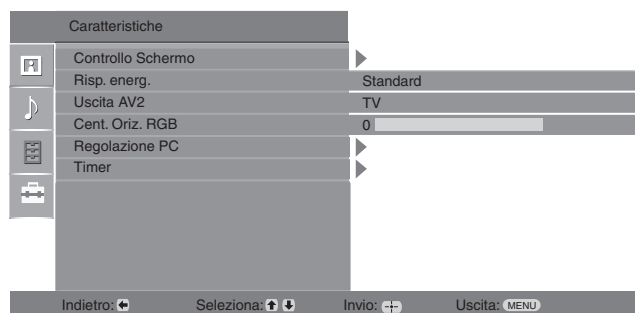 Caratteristiche
Controllo Schermo
Risp. energ. Standard
Uscita AV2 TV
Cent. Oriz. RGB 0
Regolazione PC
Timer
Indietro: Seleziona: Invio: Uscita: MENU